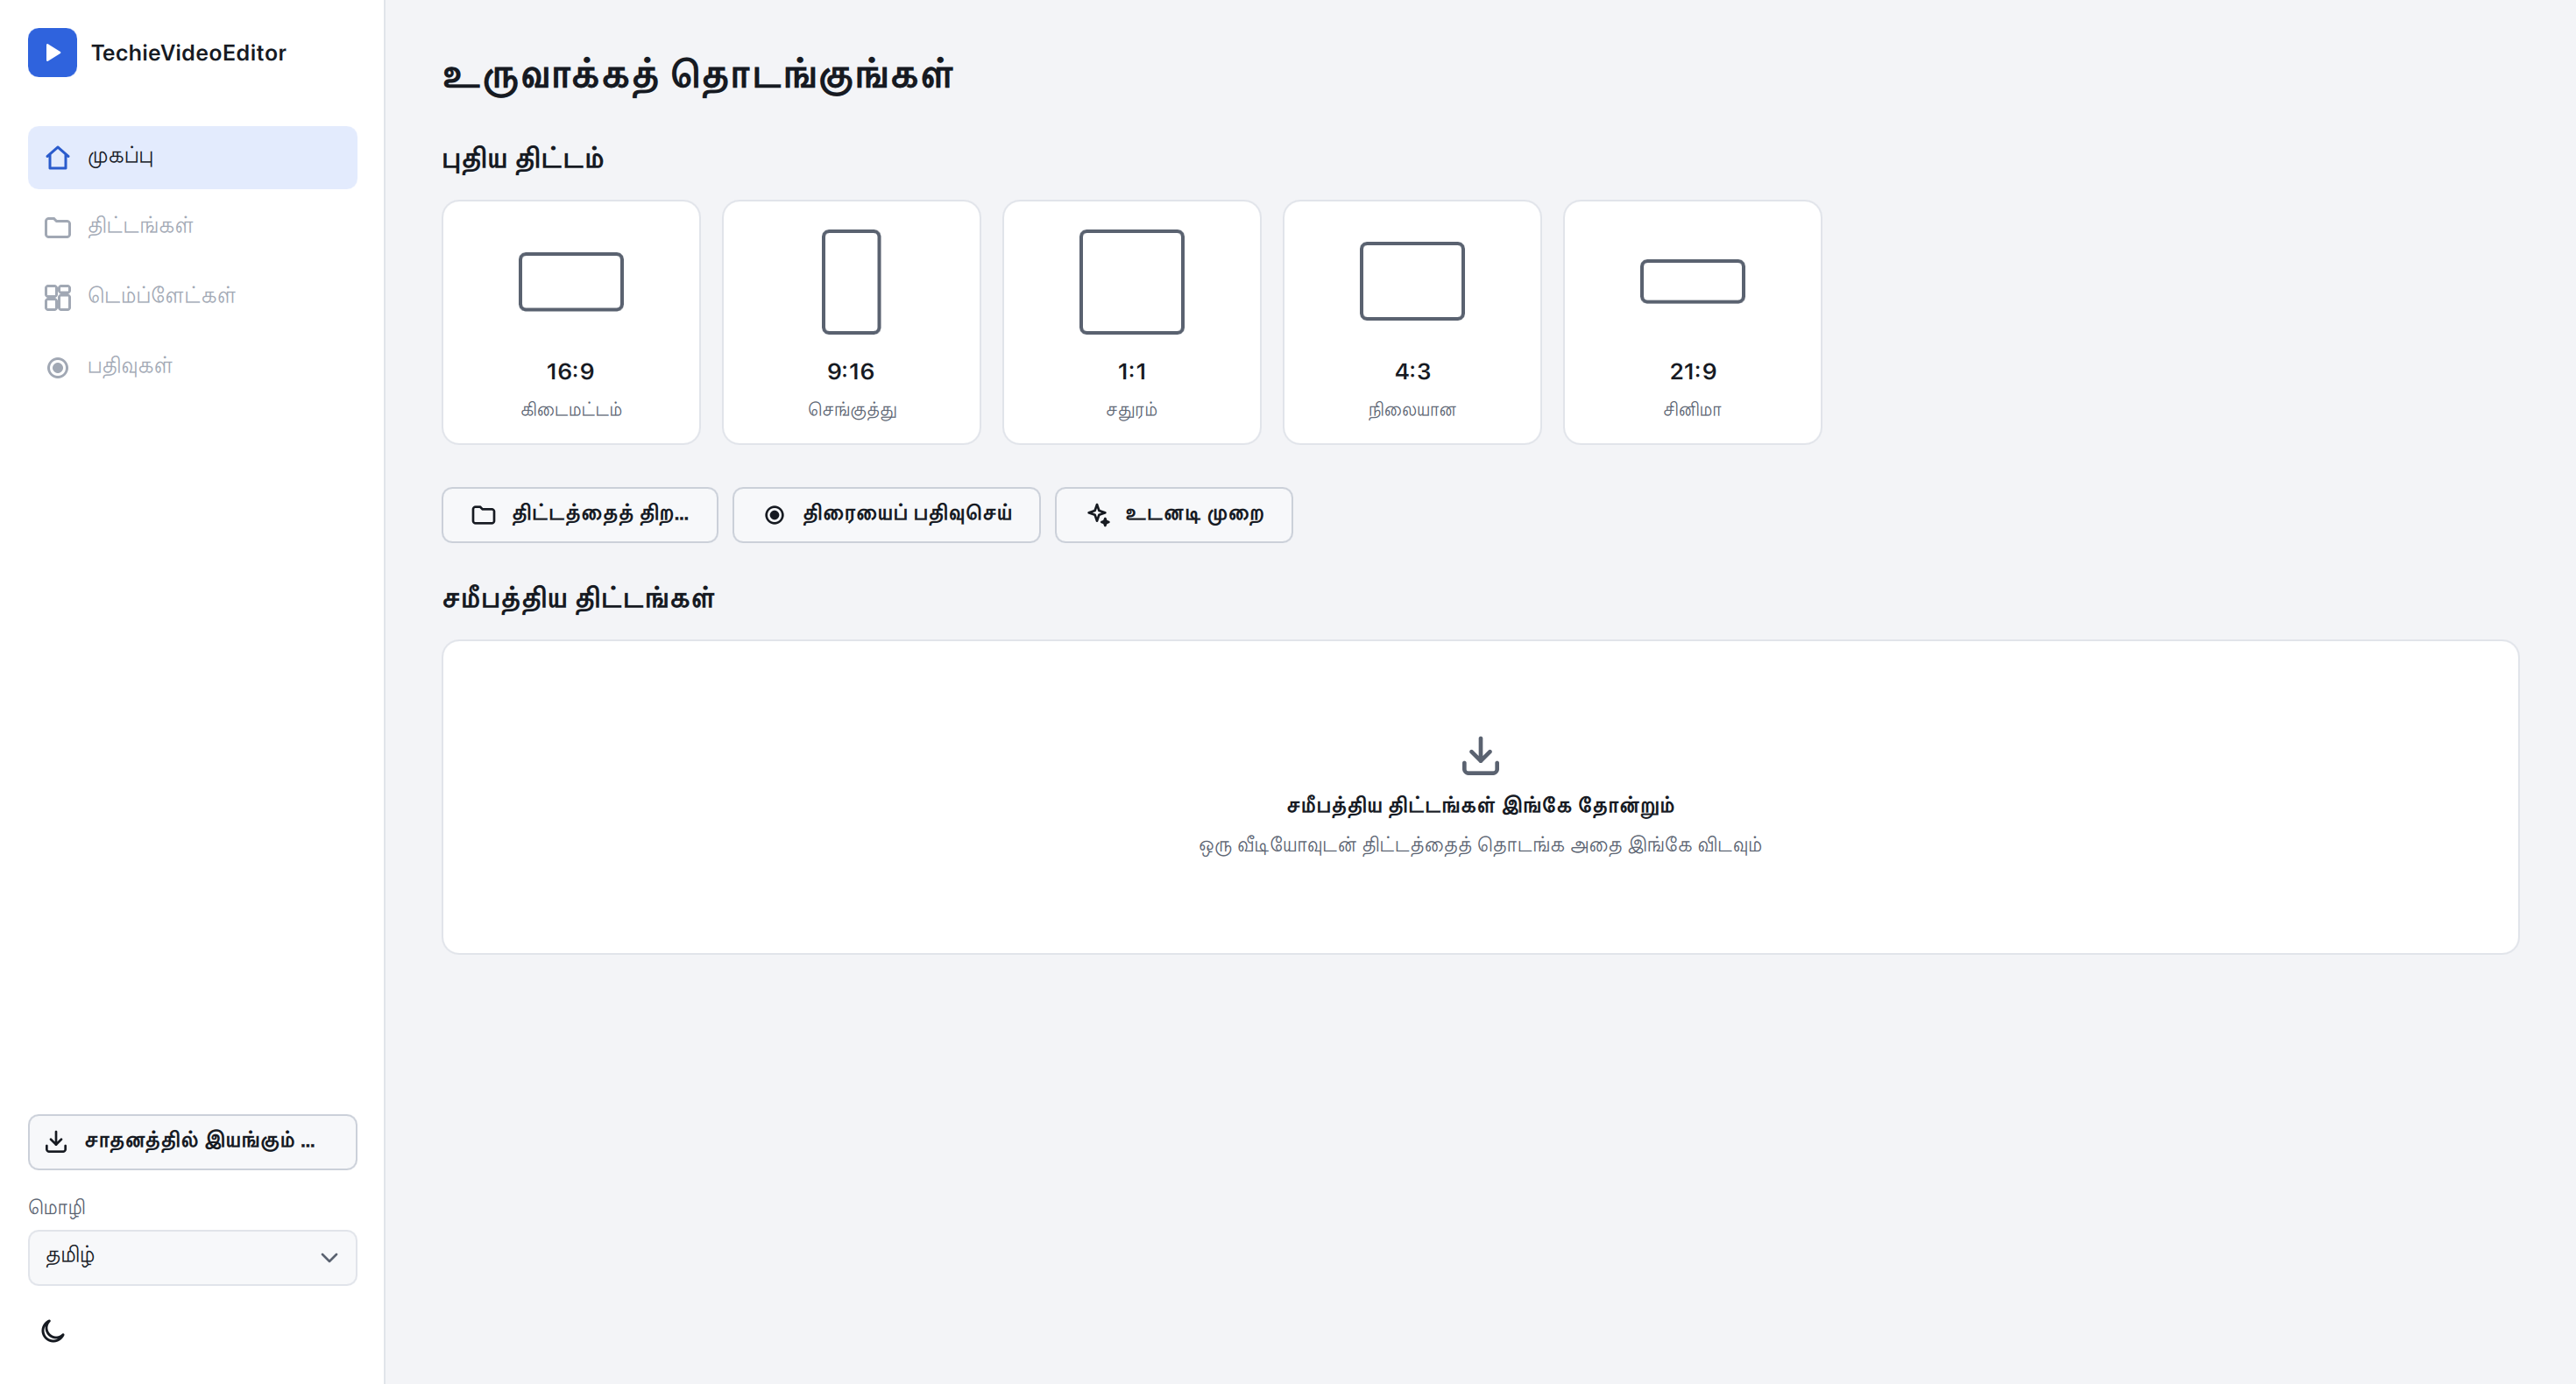 TechieVideoEditor
முகப்பு
திட்டங்கள்
டெம்ப்ளேட்கள்
பதிவுகள்
சாதனத்தில் இயங்கும் ...
மொழி
தமிழ்
உருவாக்கத் தொடங்குங்கள்
புதிய திட்டம்
16:9
கிடைமட்டம்
9:16
செங்குத்து
1:1
சதுரம்
4:3
நிலையான
21:9
சினிமா
திட்டத்தைத் திற...
திரையைப் பதிவுசெய்
உடனடி முறை
சமீபத்திய திட்டங்கள்
சமீபத்திய திட்டங்கள் இங்கே தோன்றும்
ஒரு வீடியோவுடன் திட்டத்தைத் தொடங்க அதை இங்கே விடவும்